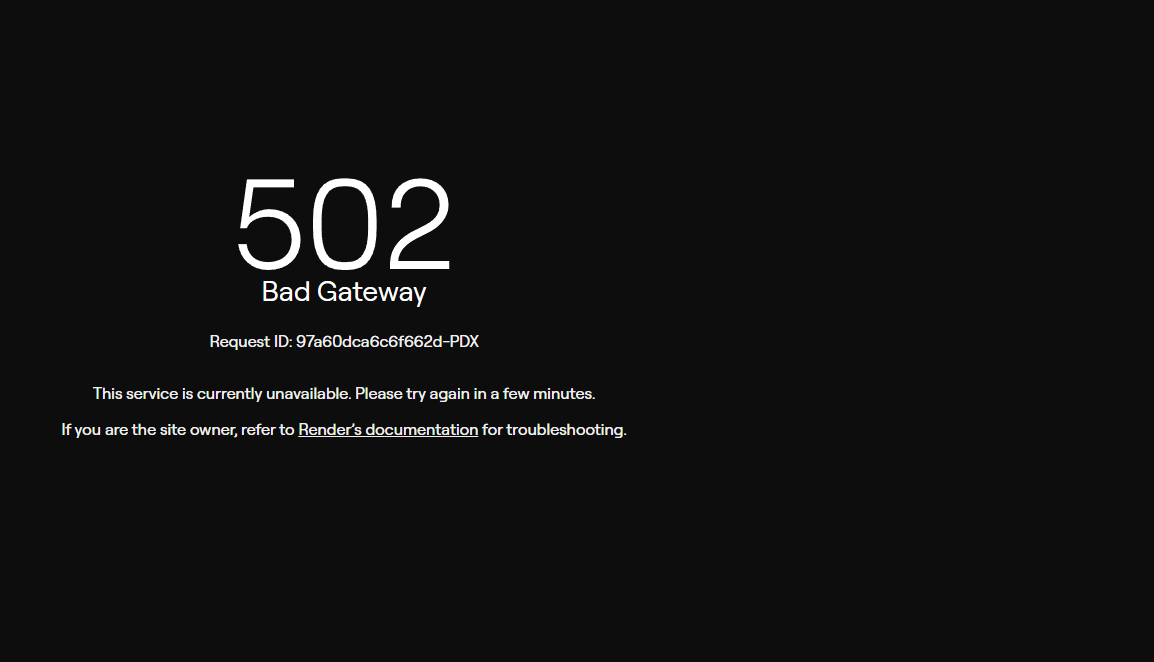 502
Bad Gateway
Request ID: 97a60dca6c6f662d-PDX
This service is currently unavailable. Please try again in a few minutes.
If you are the site owner, refer to Render’s documentation for troubleshooting.